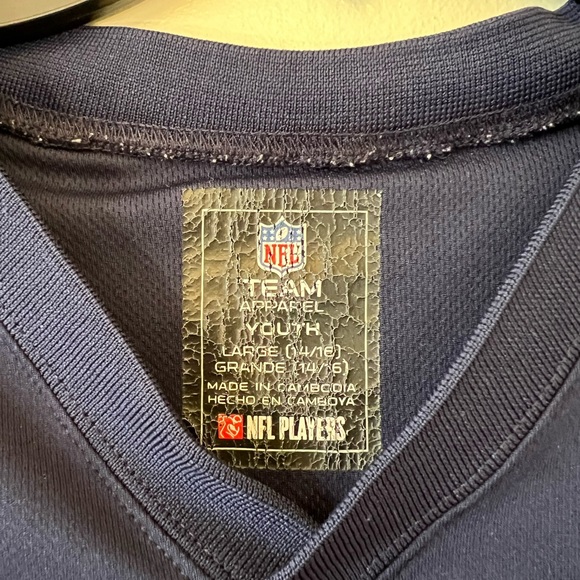 NFL
TEAM
APPAREL
YOUTH
LARGE (14/16)
GRANDE (14/16)
MADE IN CAMBODIA
HECHO EN CAMBOYA
NFL PLAYERS